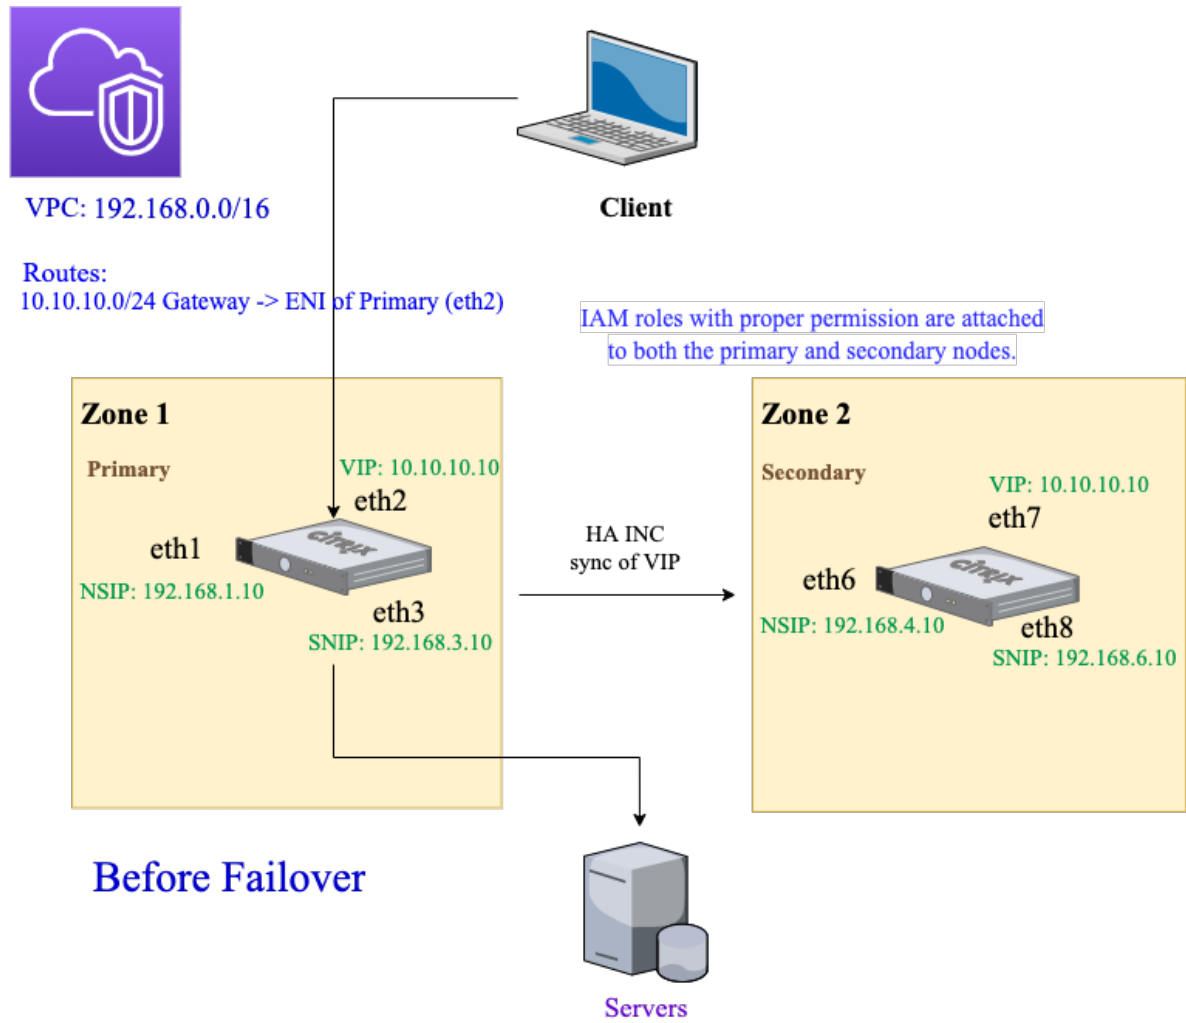 VPC: 192.168.0.0/16
Client
Routes:
10.10.10.0/24 Gateway -> ENI of Primary (eth2)
IAM roles with proper permission are attached
to both the primary and secondary nodes.
Zone 1
Primary
VIP: 10.10.10.10
eth2
CITRIX
eth1
NSIP: 192.168.1.10
eth3
SNIP: 192.168.3.10
HA INC
sync of VIP
Zone 2
Secondary
VIP: 10.10.10.10
eth7
CITRIX
eth6
NSIP: 192.168.4.10
eth8
SNIP: 192.168.6.10
Before Failover
Servers